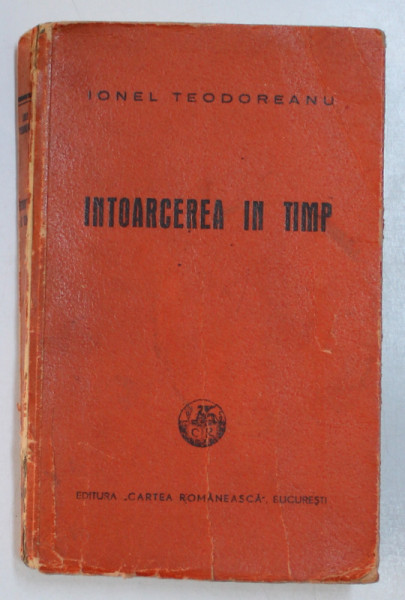 IONEL TEODOREANU
INTOARCEREA IN TIMP
EDITURA „CARTEA ROMÂNEASCĂ", BUCUREȘTI